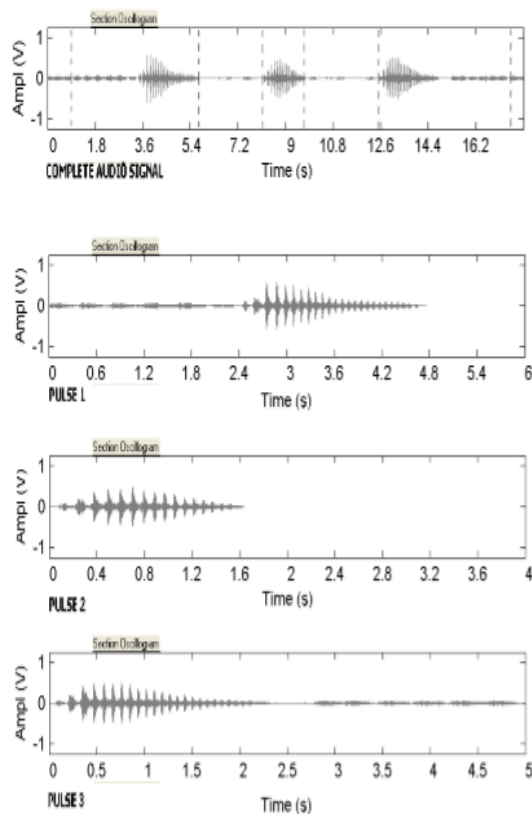 Section Oscillogram
Ampl (V)
1
0
-1
0 1.8 3.6 5.4 7.2 9 10.8 12.6 14.4 16.2
COMPLETE AUDIO SIGNAL
Time (s)
Section Oscillogram
Ampl (V)
1
0
-1
0 0.6 1.2 1.8 2.4 3 3.6 4.2 4.8 5.4 6
PULSE 1
Time (s)
Section Oscillogram
Ampl (V)
1
0
-1
0 0.4 0.8 1.2 1.6 2 2.4 2.8 3.2 3.6 4
PULSE 2
Time (s)
Section Oscillogram
Ampl (V)
1
0
-1
0 0.5 1 1.5 2 2.5 3 3.5 4 4.5 5
PULSE 3
Time (s)